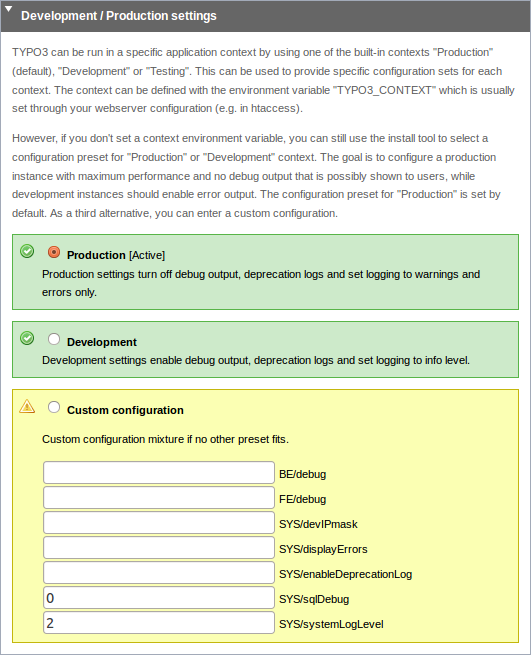 Development / Production settings
TYPO3 can be run in a specific application context by using one of the built-in contexts "Production"
(default), "Development" or "Testing". This can be used to provide specific configuration sets for each
context. The context can be defined with the environment variable "TYPO3_CONTEXT" which is usually
set through your webserver configuration (e.g. in htaccess).
However, if you don't set a context environment variable, you can still use the install tool to select a
configuration preset for "Production" or "Development" context. The goal is to configure a production
instance with maximum performance and no debug output that is possibly shown to users, while
development instances should enable error output. The configuration preset for "Production" is set by
default. As a third alternative, you can enter a custom configuration.
Production [Active]
Production settings turn off debug output, deprecation logs and set logging to warnings and
errors only.
Development
Development settings enable debug output, deprecation logs and set logging to info level.
Custom configuration
Custom configuration mixture if no other preset fits.
BE/debug
FE/debug
SYS/devIPmask
SYS/displayErrors
SYS/enableDeprecationLog
0 SYS/sqlDebug
2 SYS/systemLogLevel